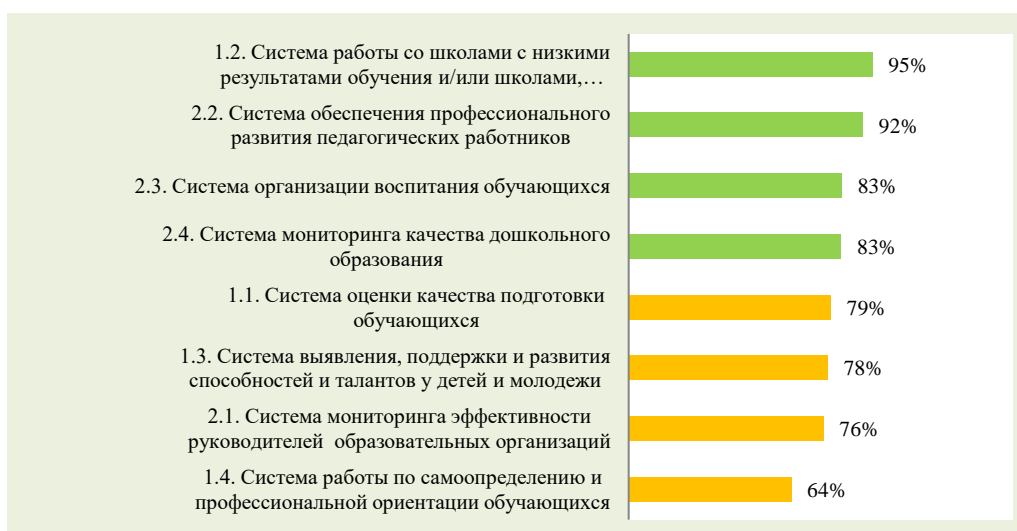 1.2. Система работы со школами с низкими
результатами обучения и/или школами,…
95%
2.2. Система обеспечения профессионального
развития педагогических работников
92%
2.3. Система организации воспитания обучающихся
83%
2.4. Система мониторинга качества дошкольного
образования
83%
1.1. Система оценки качества подготовки
обучающихся
79%
1.3. Система выявления, поддержки и развития
способностей и талантов у детей и молодежи
78%
2.1. Система мониторинга эффективности
руководителей образовательных организаций
76%
1.4. Система работы по самоопределению и
профессиональной ориентации обучающихся
64%